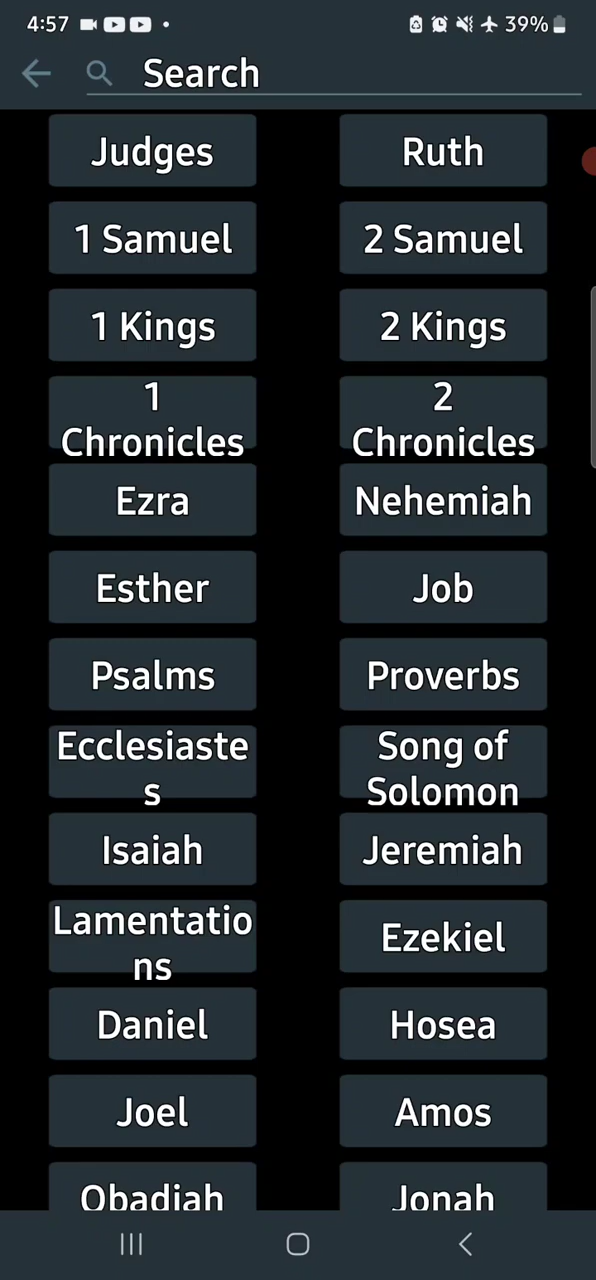 4:57
39%
Search
Judges
Ruth
1 Samuel
2 Samuel
1 Kings
2 Kings
1
Chronicles
2
Chronicles
Ezra
Nehemiah
Esther
Job
Psalms
Proverbs
Ecclesiaste
s
Song of
Solomon
Isaiah
Jeremiah
Lamentatio
ns
Ezekiel
Daniel
Hosea
Joel
Amos
Obadiah
Jonah